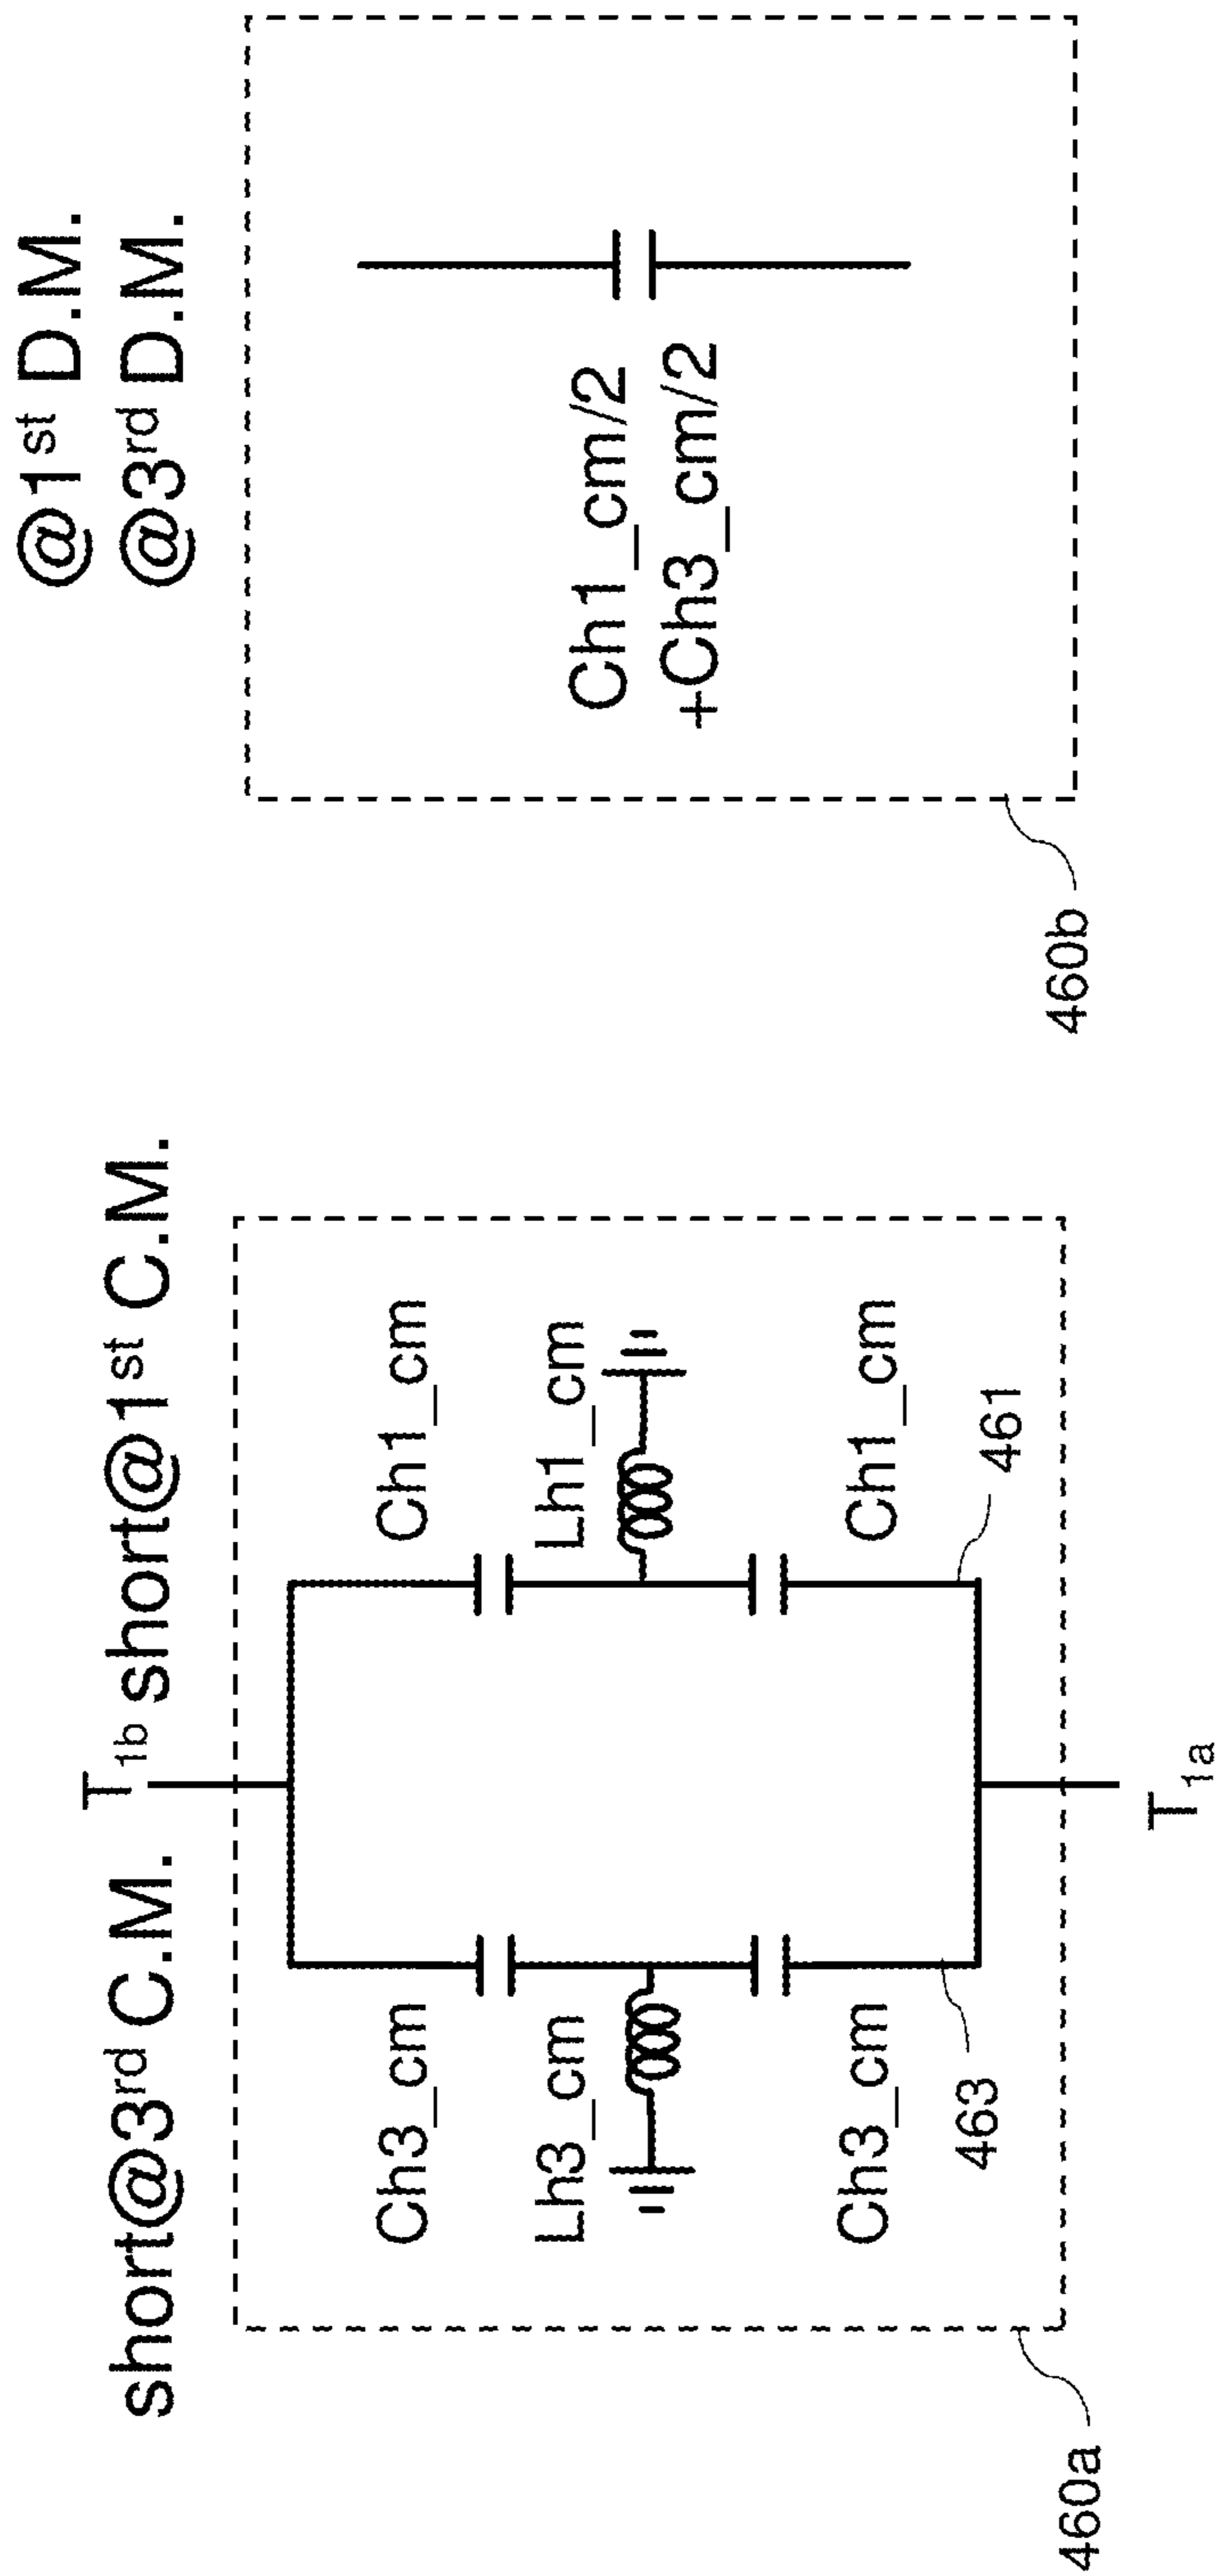 short@3rd C.M.
T1b
short@1st C.M.
Ch3_cm
Ch1_cm
Lh3_cm
Lh1_cm
Ch3_cm
Ch1_cm
463
461
460a
T1a
@1st D.M.
@3rd D.M.
Ch1_cm/2
+Ch3_cm/2
460b